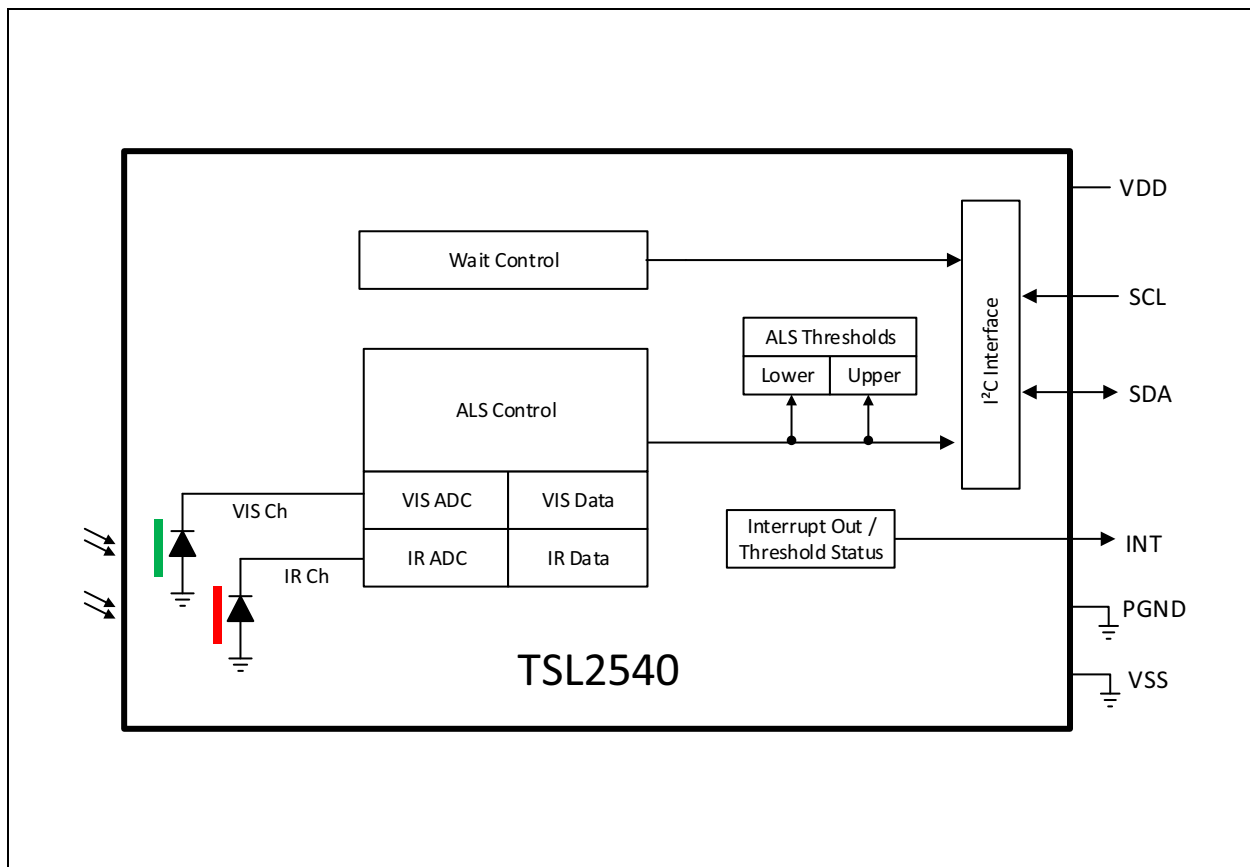 VDD
Wait Control
SCL
I²C Interface
ALS Thresholds
Lower
Upper
SDA
ALS Control
VIS Ch
VIS ADC
VIS Data
Interrupt Out /
Threshold Status
INT
IR Ch
IR ADC
IR Data
PGND
TSL2540
VSS